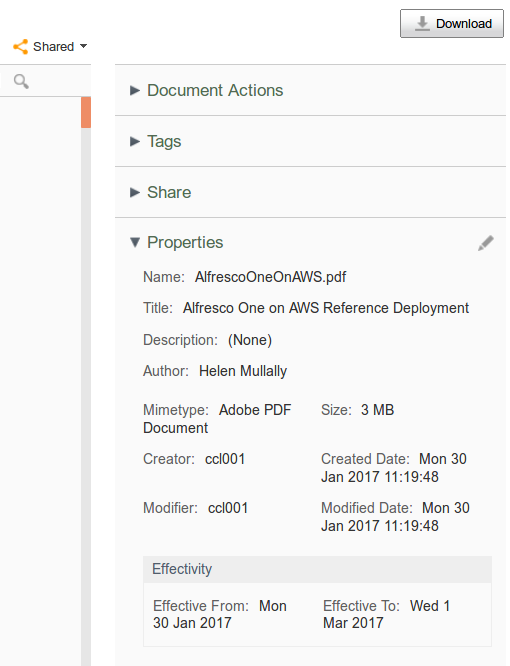 Download
Shared
Document Actions
Tags
Share
Properties
Name: AlfrescoOneOnAWS.pdf
Title: Alfresco One on AWS Reference Deployment
Description: (None)
Author: Helen Mullally
Mimetype: Adobe PDF
Document
Size: 3 MB
Creator: ccl001
Created Date: Mon 30
Jan 2017 11:19:48
Modifier: ccl001
Modified Date: Mon 30
Jan 2017 11:19:48
Effectivity
Effective From: Mon
30 Jan 2017
Effective To: Wed 1
Mar 2017